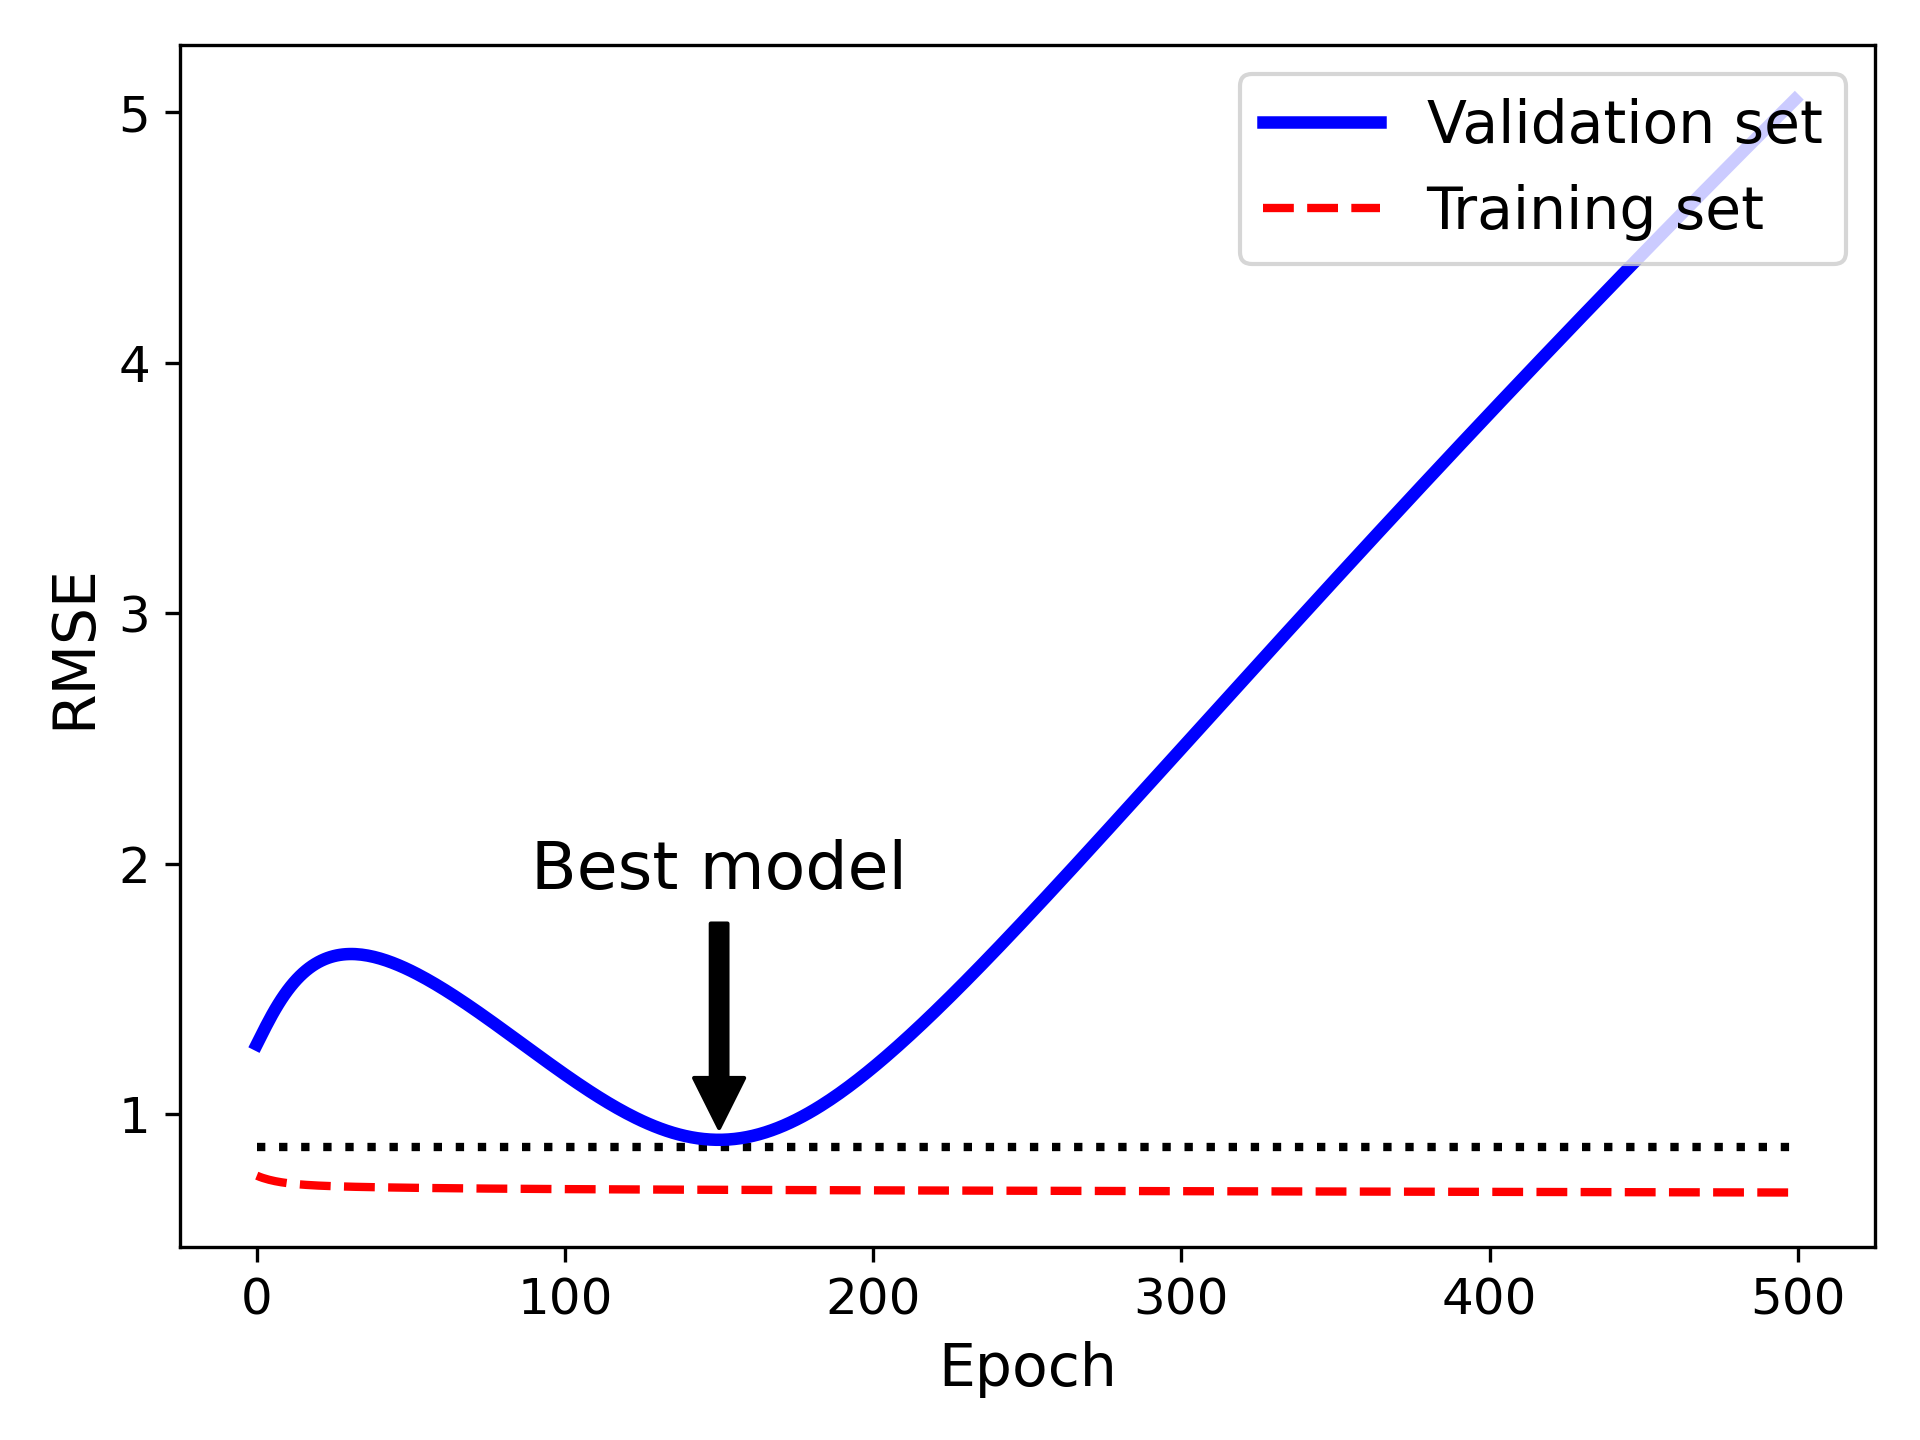 Validation set
Training set
5
4
3
2
1
RMSE
Best model
0 100 200 300 400 500
Epoch